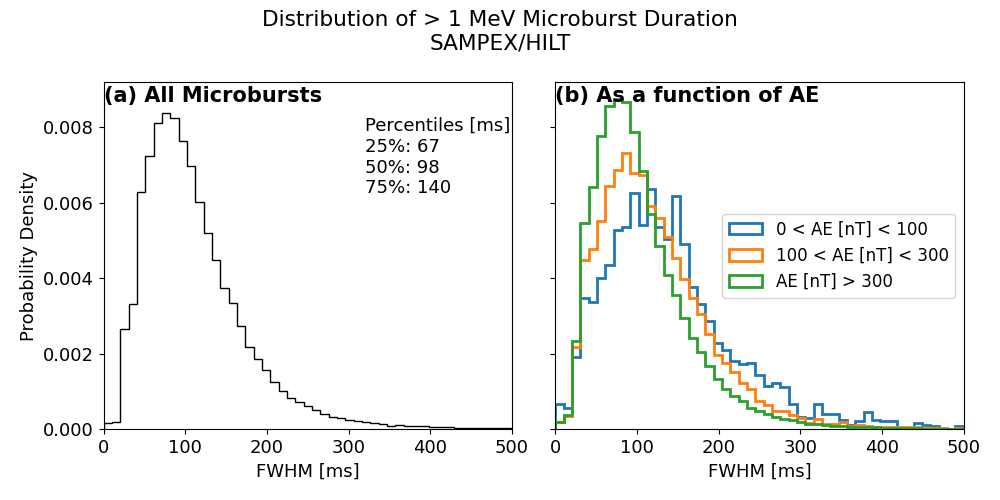 Distribution of > 1 MeV Microburst Duration
SAMPEX/HILT
(a) All Microbursts
Percentiles [ms]
25%: 67
50%: 98
75%: 140
Probability Density
0.008
0.006
0.004
0.002
0.000
0 100 200 300 400 500
FWHM [ms]
(b) As a function of AE
0 < AE [nT] < 100
100 < AE [nT] < 300
AE [nT] > 300
0 100 200 300 400 500
FWHM [ms]